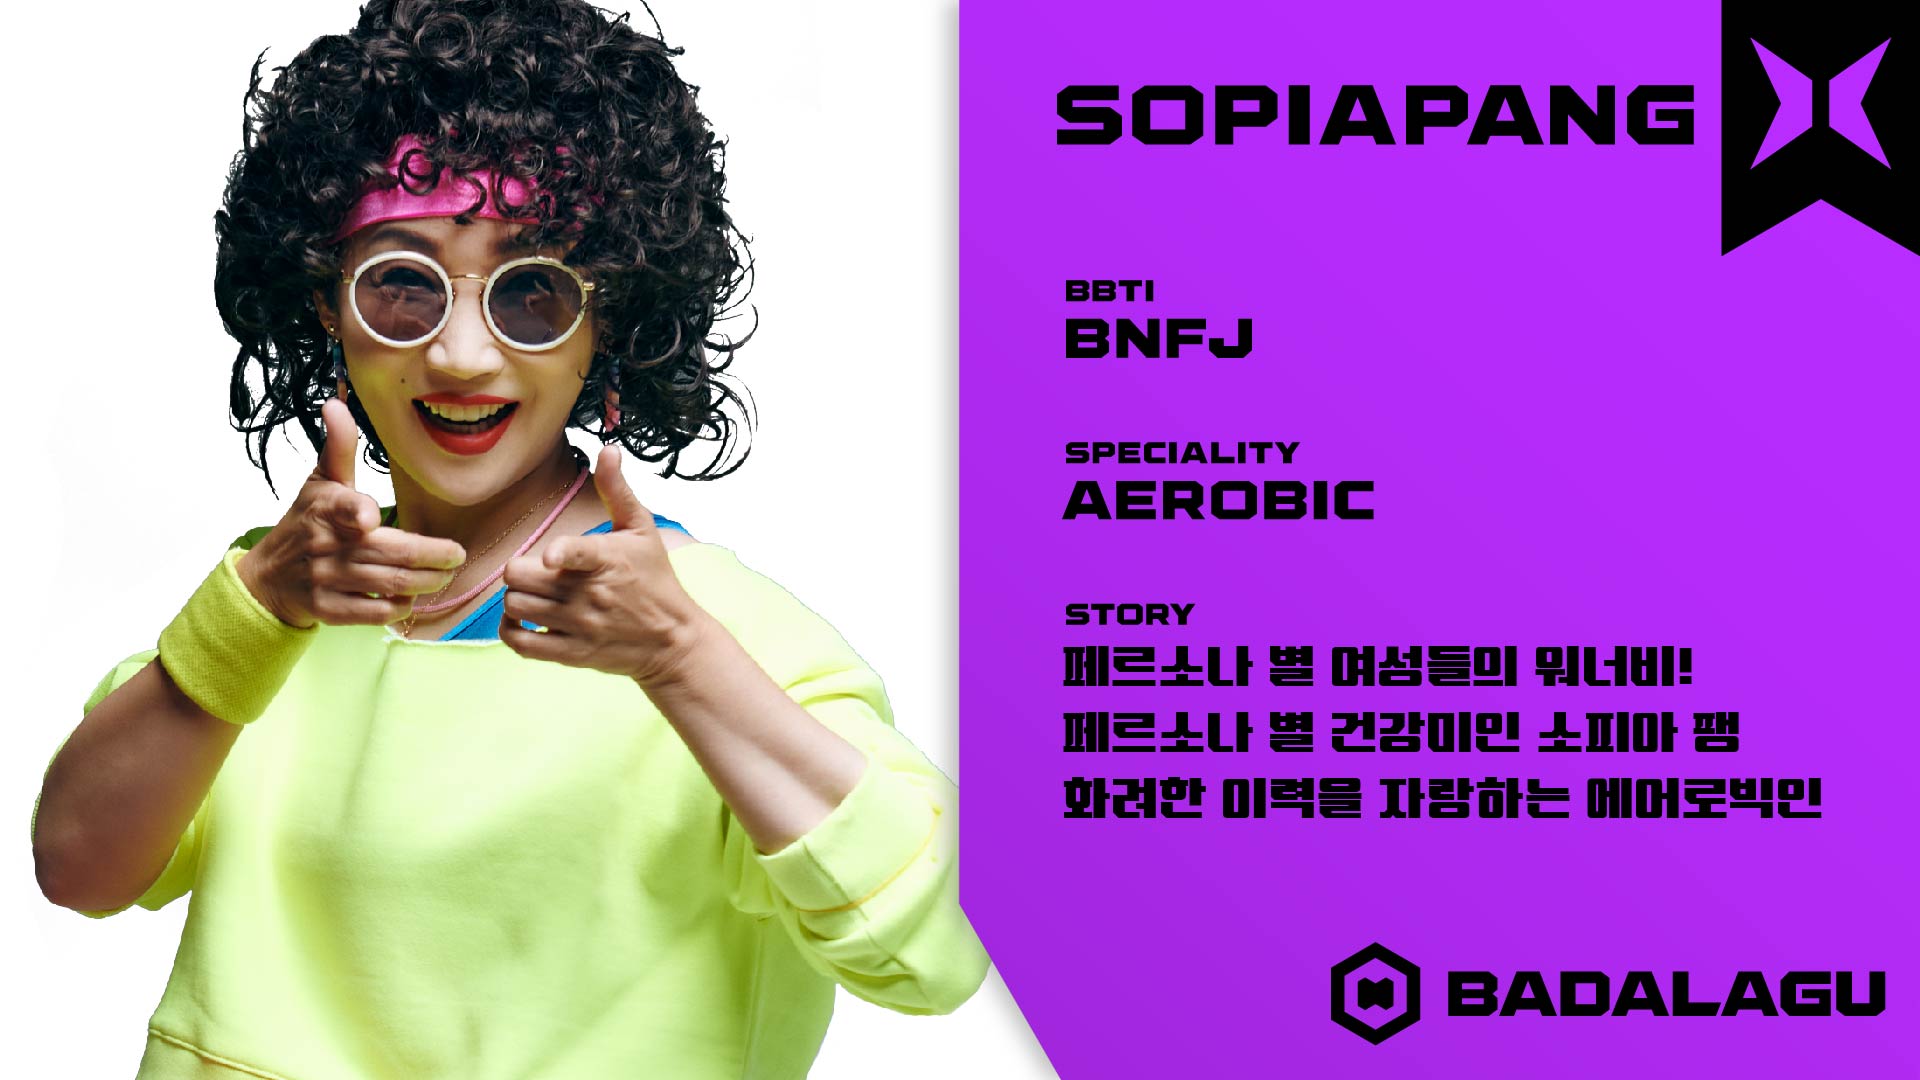 SOPIAPANG
BBTI
BNFJ
SPECIALITY
AEROBIC
STORY
페르소나 별 여성들의 워너비!
페르소나 별 건강미인 소피아 팽
화려한 이력을 자랑하는 에어로빅인
BADALAGU